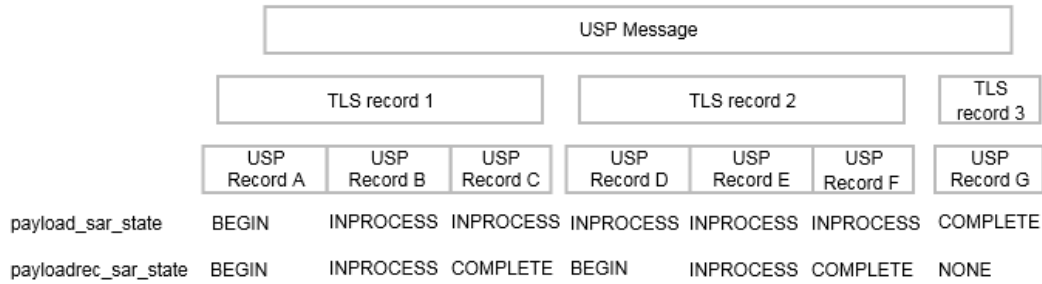 USP Message
TLS record 1
TLS record 2
TLS
record 3
USP
Record A
USP
Record B
USP
Record C
USP
Record D
USP
Record E
USP
Record F
USP
Record G
payload_sar_state BEGIN INPROCESS INPROCESS INPROCESS INPROCESS INPROCESS COMPLETE
payloadrec_sar_state BEGIN INPROCESS COMPLETE BEGIN INPROCESS COMPLETE NONE